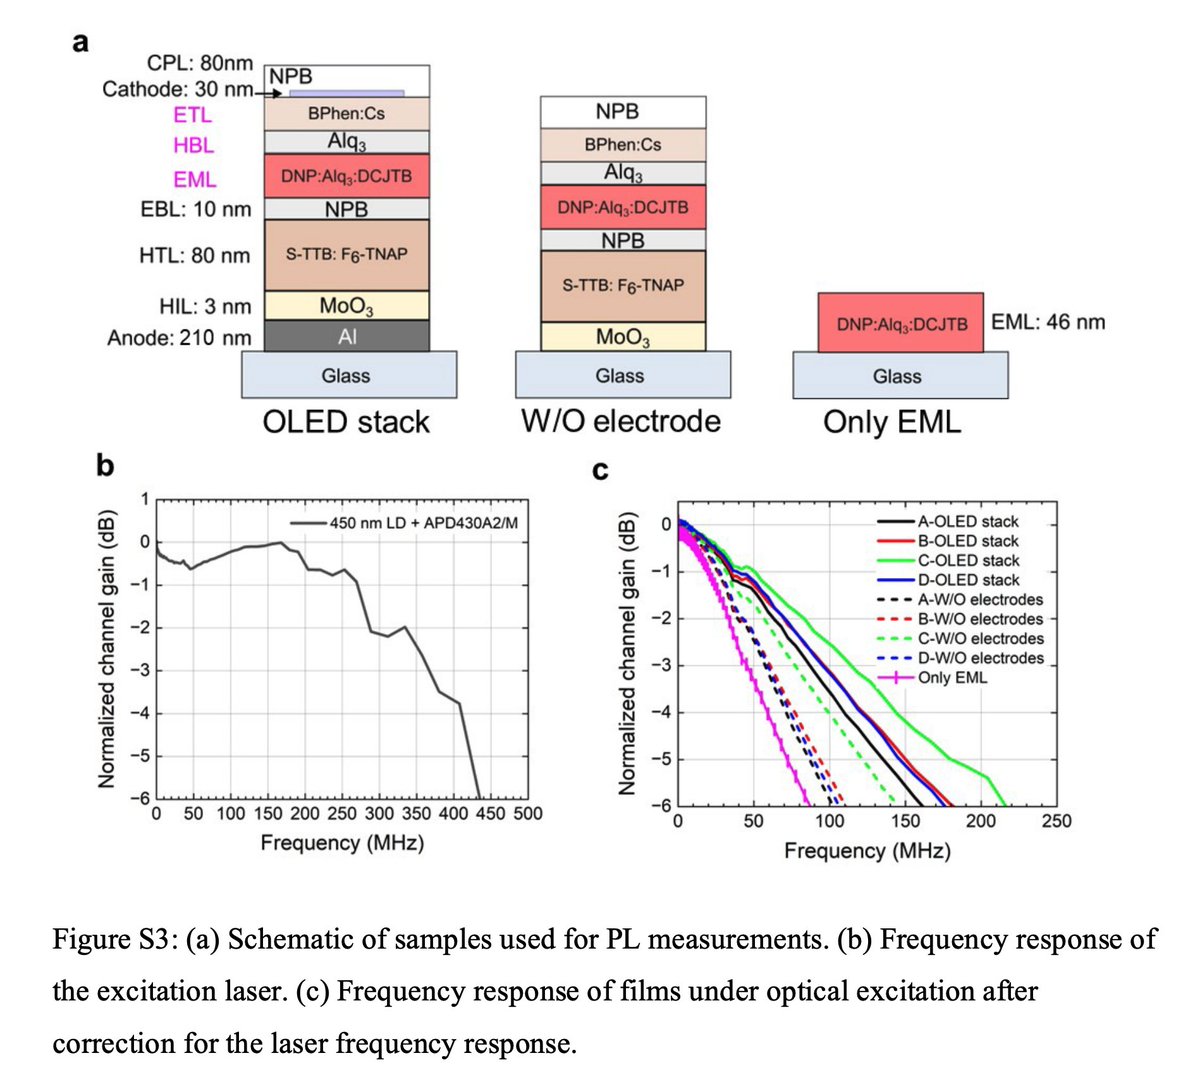 a
CPL: 80nm
NPB
Cathode: 30 nm
ETL
BPhen:Cs
HBL
Alq3
EML
DNP:Alq3:DCJTB
EBL: 10 nm
NPB
HTL: 80 nm
S-TTB: F6-TNAP
HIL: 3 nm
MoO3
Anode: 210 nm
Al
Glass
OLED stack
NPB
BPhen:Cs
Alq3
DNP:Alq3:DCJTB
NPB
S-TTB: F6-TNAP
MoO3
Glass
W/O electrode
DNP:Alq3:DCJTB
EML: 46 nm
Glass
Only EML
b
Normalized channel gain (dB)
1
0
−1
−2
−3
−4
−5
−6
450 nm LD + APD430A2/M
0 50 100 150 200 250 300 350 400 450 500
Frequency (MHz)
c
Normalized channel gain (dB)
0
−1
−2
−3
−4
−5
−6
A-OLED stack
B-OLED stack
C-OLED stack
D-OLED stack
A-W/O electrodes
B-W/O electrodes
C-W/O electrodes
D-W/O electrodes
Only EML
0 50 100 150 200 250
Frequency (MHz)
Figure S3: (a) Schematic of samples used for PL measurements. (b) Frequency response of
the excitation laser. (c) Frequency response of films under optical excitation after
correction for the laser frequency response.